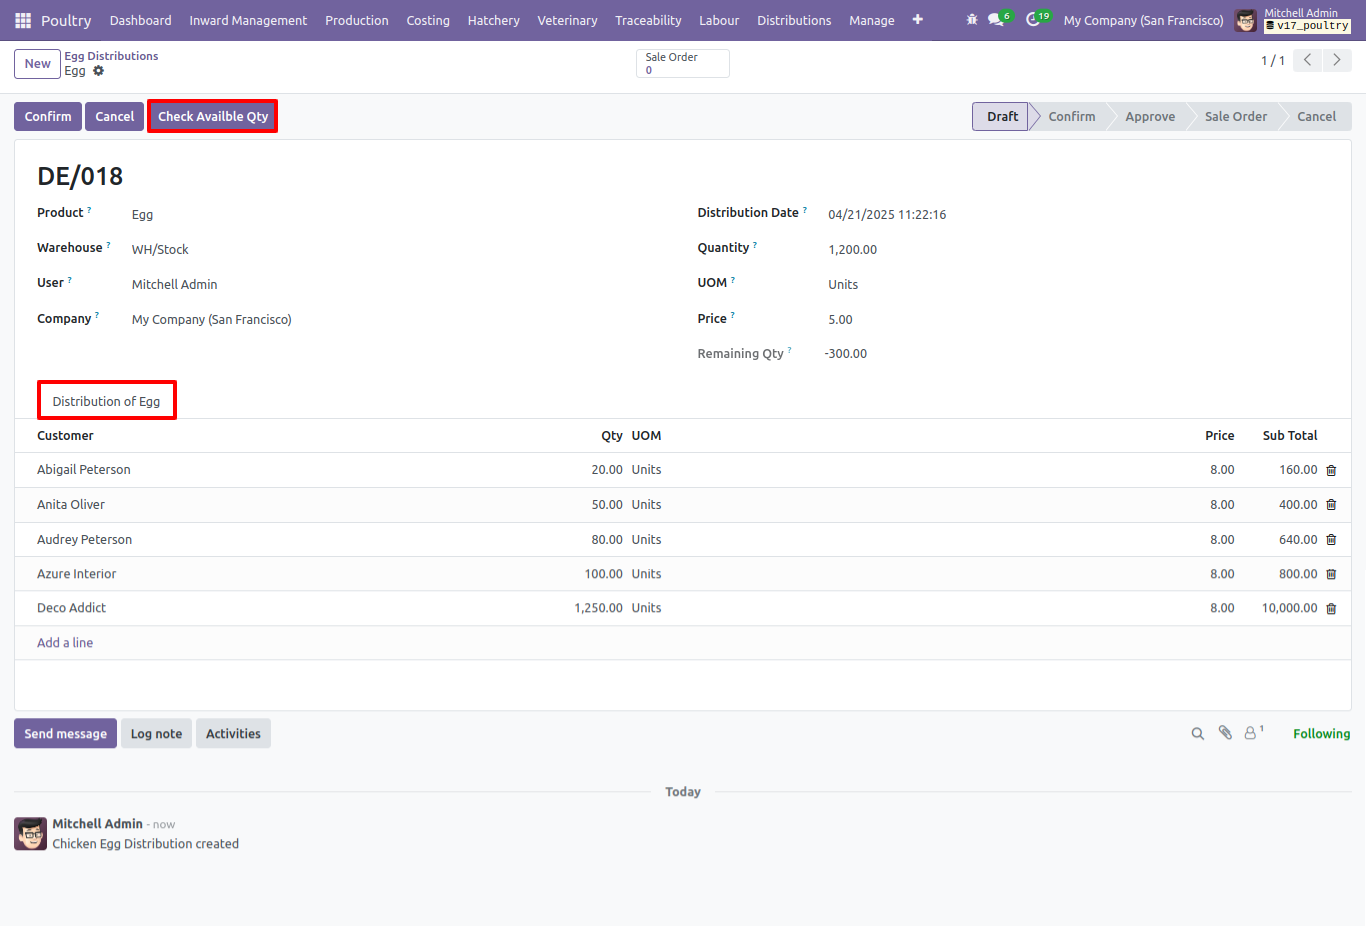 Poultry Dashboard Inward Management Production Costing Hatchery Veterinary Traceability Labour Distributions Manage 6 19 My Company (San Francisco) Mitchell Admin
v17_poultry
New Egg Distributions
Egg
Sale Order
0
1 / 1
Confirm Cancel Check Availble Qty Draft Confirm Approve Sale Order Cancel
DE/018
Product ? Egg Distribution Date ? 04/21/2025 11:22:16
Warehouse ? WH/Stock Quantity ? 1,200.00
User ? Mitchell Admin UOM ? Units
Company ? My Company (San Francisco) Price ? 5.00
Remaining Qty ? -300.00
Distribution of Egg
Customer Qty UOM Price Sub Total
Abigail Peterson 20.00 Units 8.00 160.00
Anita Oliver 50.00 Units 8.00 400.00
Audrey Peterson 80.00 Units 8.00 640.00
Azure Interior 100.00 Units 8.00 800.00
Deco Addict 1,250.00 Units 8.00 10,000.00
Add a line
Send message Log note Activities 1 Following
Today
Mitchell Admin - now
Chicken Egg Distribution created